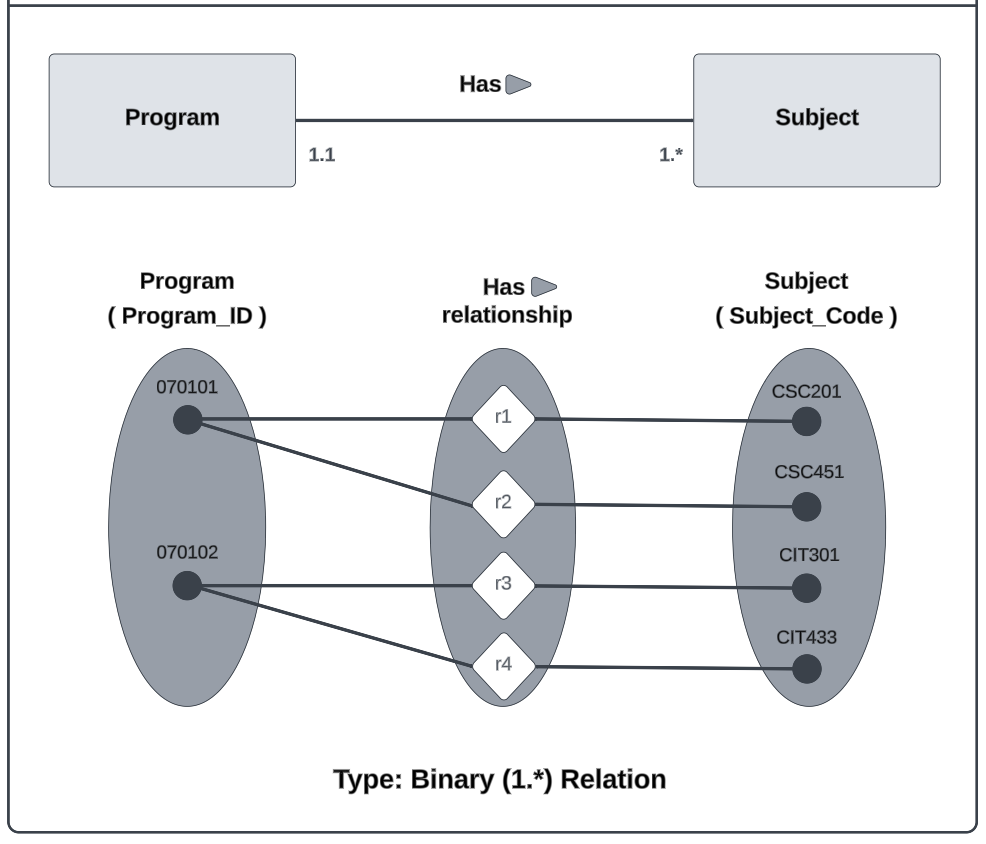 Has
Program
Subject
1.1
1.*
Program
( Program_ID )
Has
relationship
Subject
( Subject_Code )
070101
r1
CSC201
r2
CSC451
070102
r3
CIT301
r4
CIT433
Type: Binary (1.*) Relation